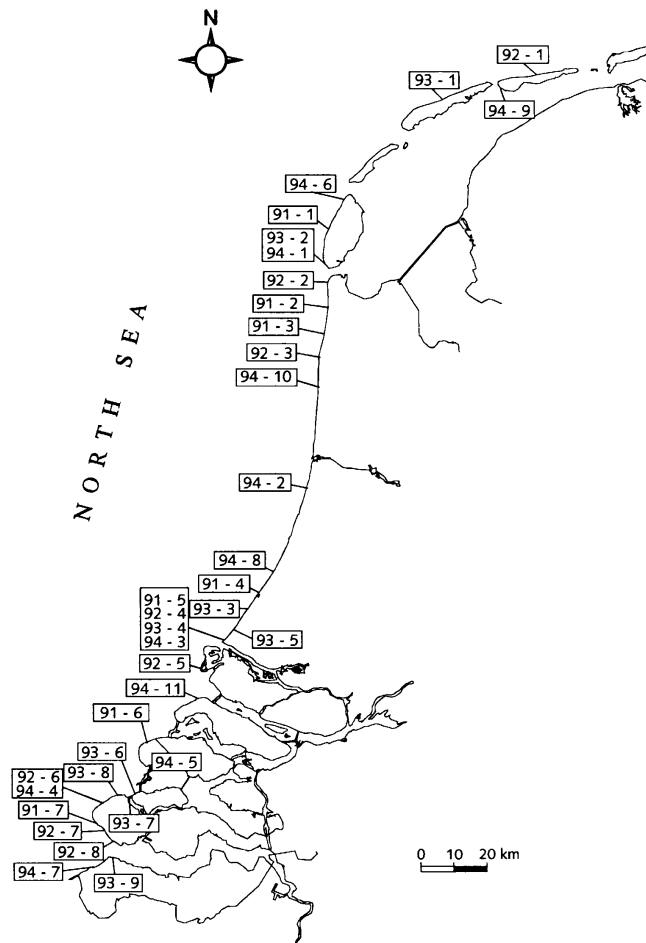 N
92 - 1
93 - 1
94 - 9
94 - 6
91 - 1
93 - 2
94 - 1
92 - 2
91 - 2
91 - 3
92 - 3
94 - 10
NORTH SEA
94 - 2
94 - 8
91 - 4
91 - 5
92 - 4
93 - 4
94 - 3
93 - 3
93 - 5
92 - 5
94 - 11
91 - 6
93 - 6
94 - 5
92 - 6
94 - 4
93 - 8
91 - 7
93 - 7
92 - 7
92 - 8
94 - 7
93 - 9
0 10 20 km